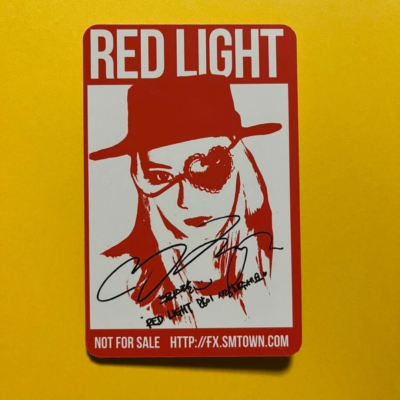 RED LIGHT
RED LIGHT
NOT FOR SALE HTTP://FX.SMTOWN.COM